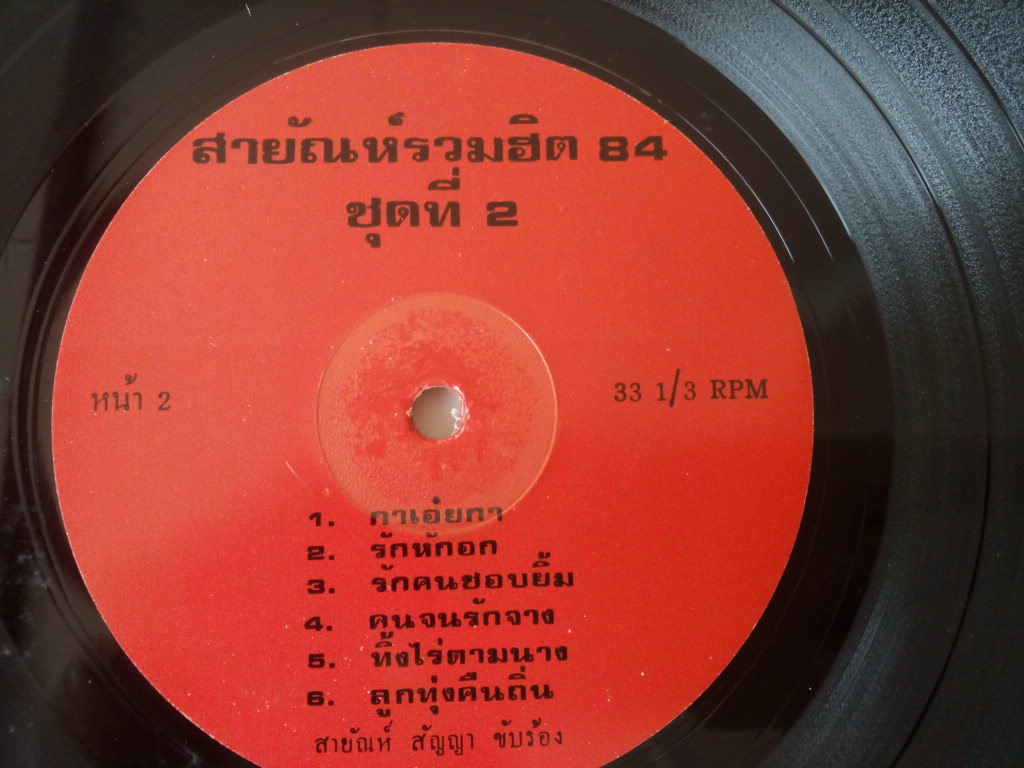 สายัณห์รวมฮิต 84
ชุดที่ 2
หน้า 2
33 1/3 RPM
1. กาเอ๋ยกา
2. รักหักอก
3. รักคนชอบยิ้ม
4. คนจนรักจาง
5. ทิ้งไร่ตามนาง
6. ลูกทุ่งคืนถิ่น
สายัณห์ สัญญา ขับร้อง